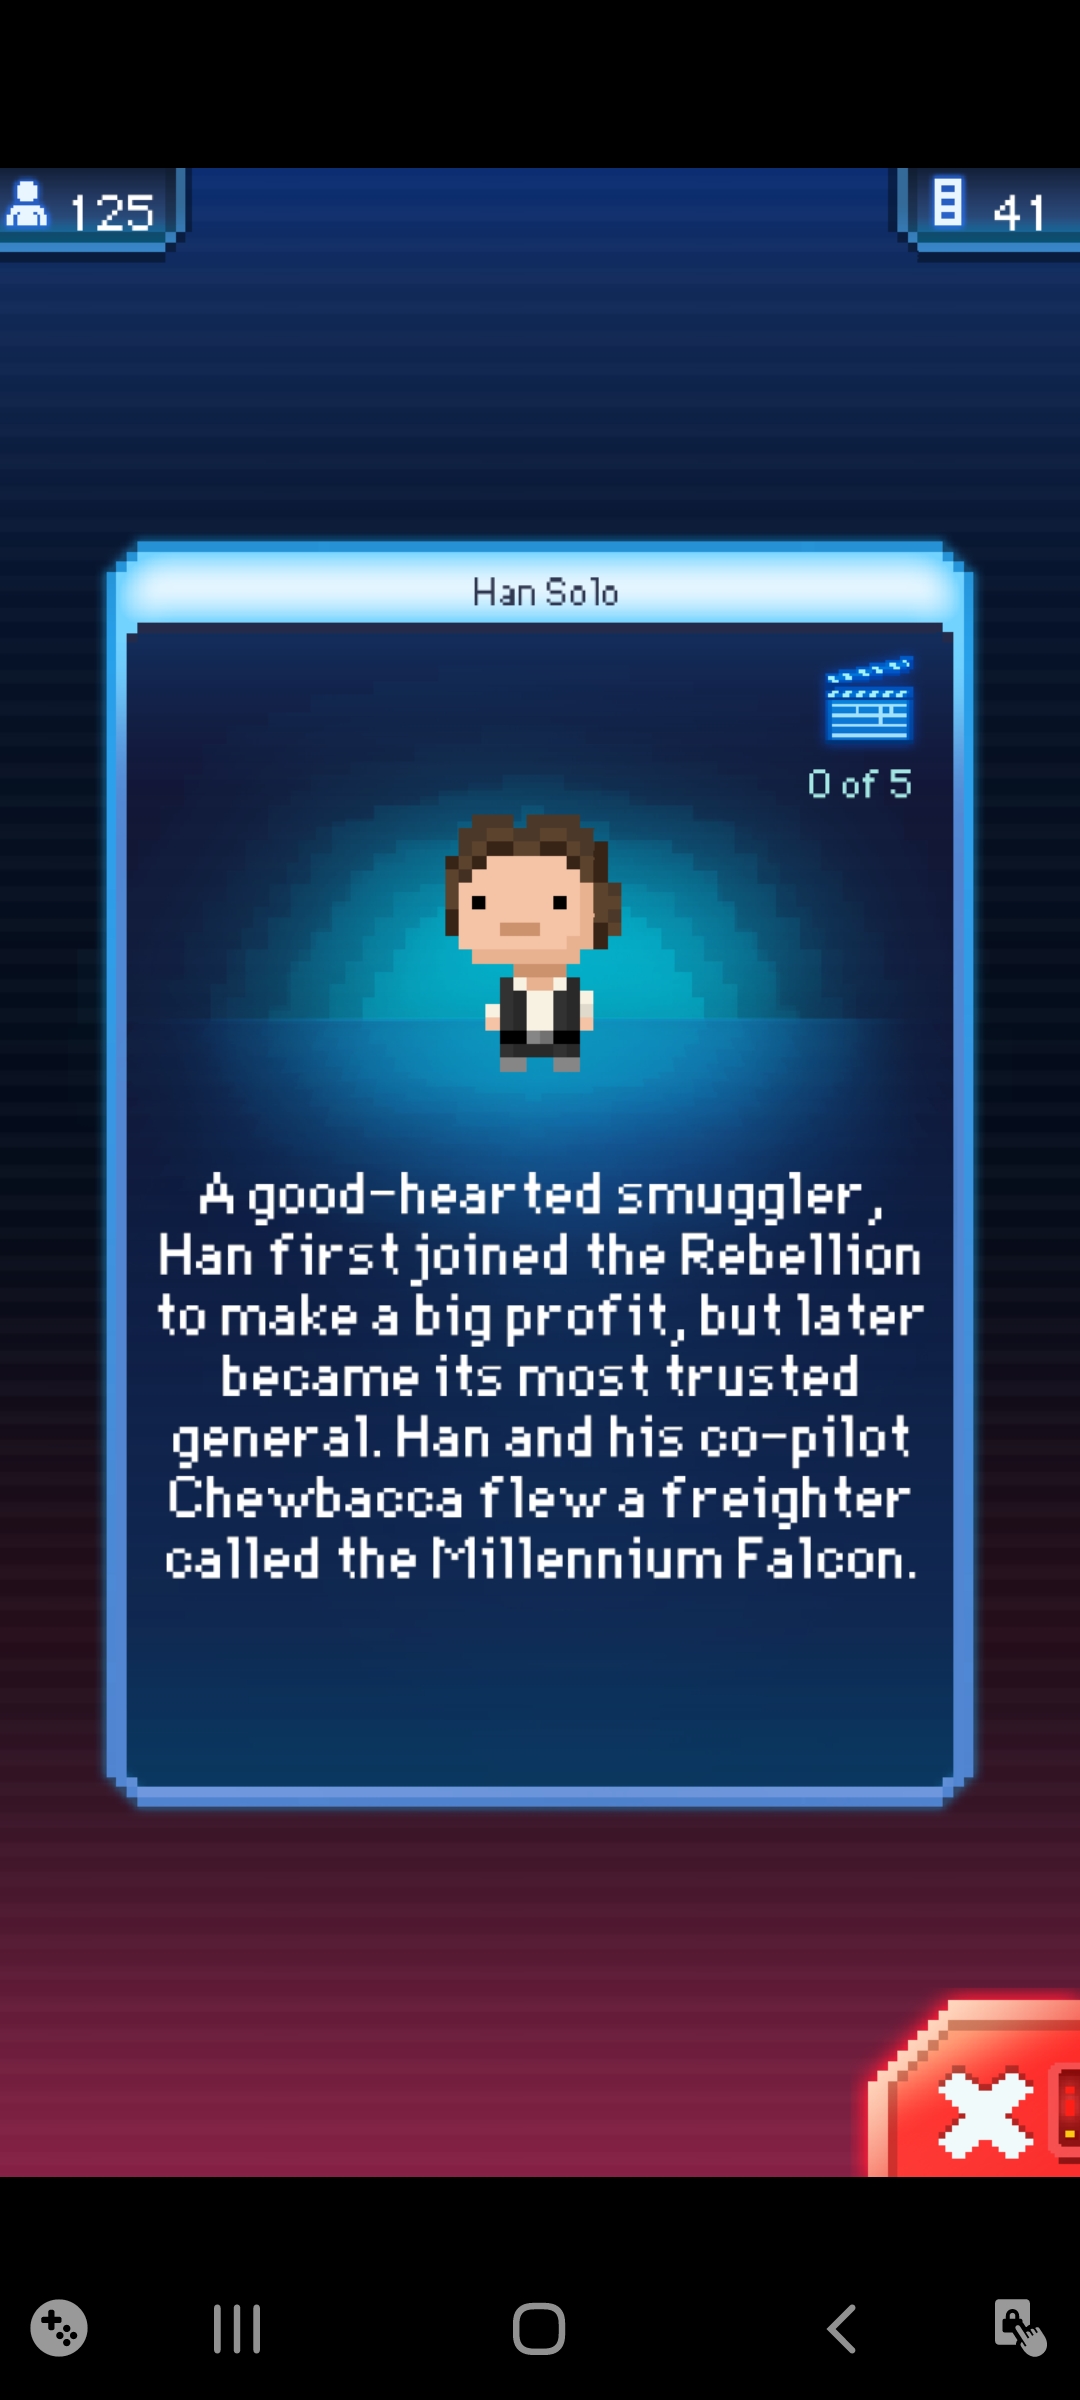 125
41
Han Solo
0 of 5
A good-hearted smuggler,
Han first joined the Rebellion
to make a big profit, but later
became its most trusted
general. Han and his co-pilot
Chewbacca flew a freighter
called the Millennium Falcon.